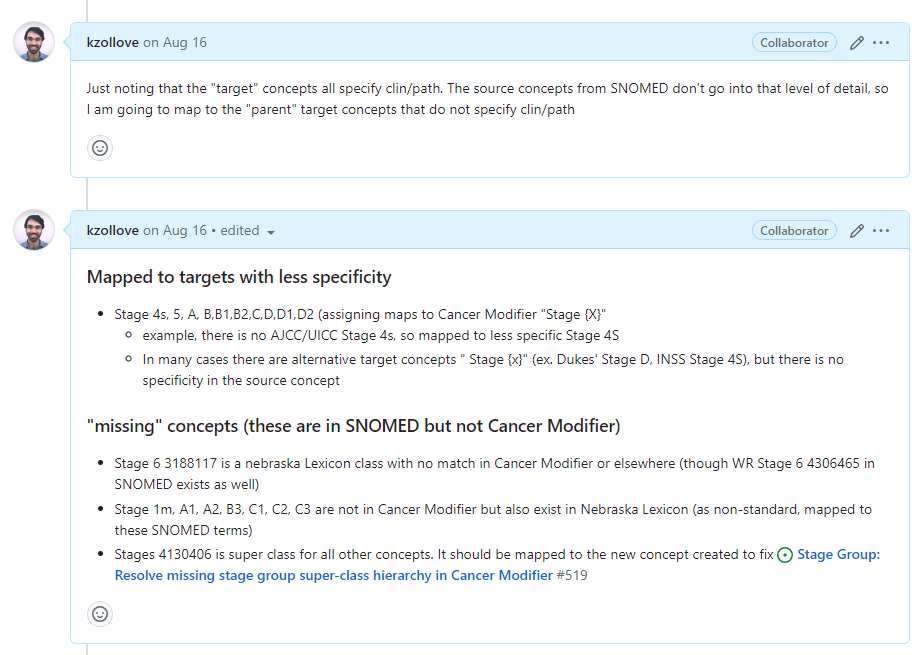 kzollove on Aug 16 Collaborator
Just noting that the "target" concepts all specify clin/path. The source concepts from SNOMED don't go into that level of detail, so
I am going to map to the "parent" target concepts that do not specify clin/path
kzollove on Aug 16 • edited Collaborator
Mapped to targets with less specificity
• Stage 4s, 5, A, B,B1,B2,C,D,D1,D2 (assigning maps to Cancer Modifier "Stage {X}"
◦ example, there is no AJCC/UICC Stage 4s, so mapped to less specific Stage 4S
◦ In many cases there are alternative target concepts " Stage {x}" (ex. Dukes' Stage D, INSS Stage 4S), but there is no
specificity in the source concept
"missing" concepts (these are in SNOMED but not Cancer Modifier)
• Stage 6 3188117 is a nebraska Lexicon class with no match in Cancer Modifier or elsewhere (though WR Stage 6 4306465 in
SNOMED exists as well)
• Stage 1m, A1, A2, B3, C1, C2, C3 are not in Cancer Modifier but also exist in Nebraska Lexicon (as non-standard, mapped to
these SNOMED terms)
• Stages 4130406 is super class for all other concepts. It should be mapped to the new concept created to fix Stage Group:
Resolve missing stage group super-class hierarchy in Cancer Modifier #519